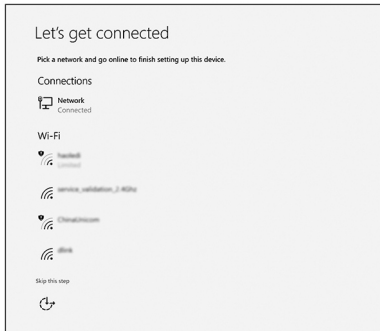 Let's get connected
Pick a network and go online to finish setting up this device.
Connections
Network
Connected
Wi-Fi
Limited
service_validation_2.4Ghz
ChinaUnicom
dlink
Skip this step